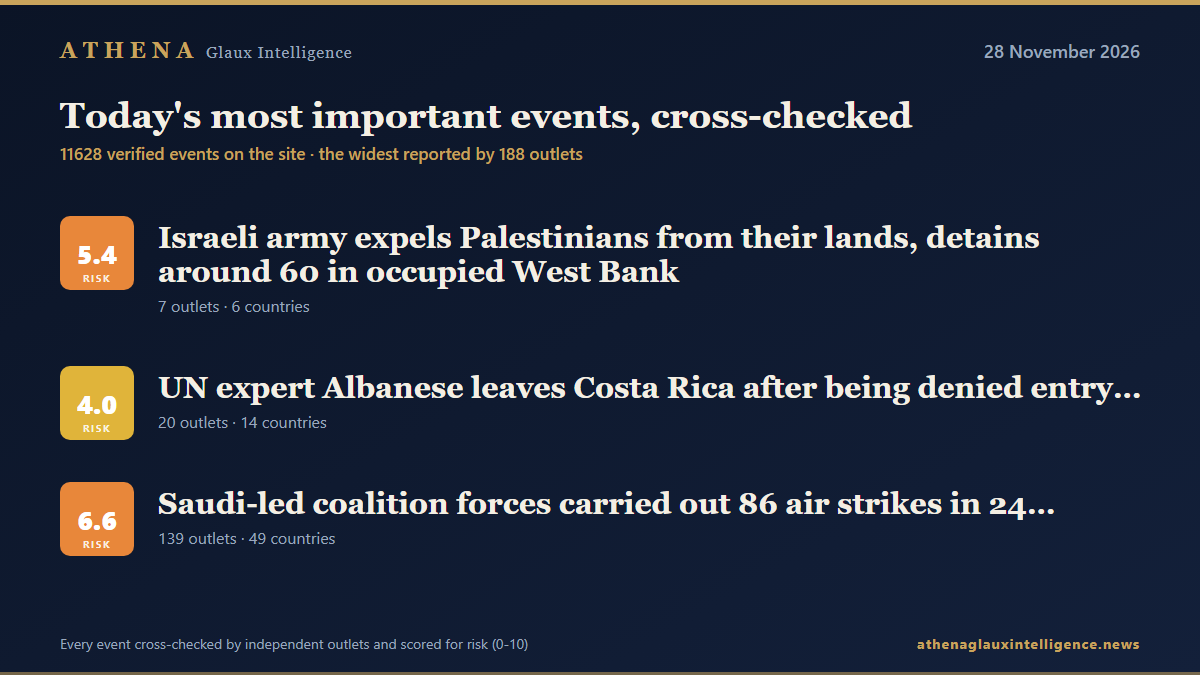 ATHENA Glaux Intelligence
28 November 2026
Today's most important events, cross-checked
11628 verified events on the site · the widest reported by 188 outlets
5.4
RISK
Israeli army expels Palestinians from their lands, detains
around 60 in occupied West Bank
7 outlets · 6 countries
4.0
RISK
UN expert Albanese leaves Costa Rica after being denied entry…
20 outlets · 14 countries
6.6
RISK
Saudi-led coalition forces carried out 86 air strikes in 24…
139 outlets · 49 countries
Every event cross-checked by independent outlets and scored for risk (0-10)
athenaglauxintelligence.news